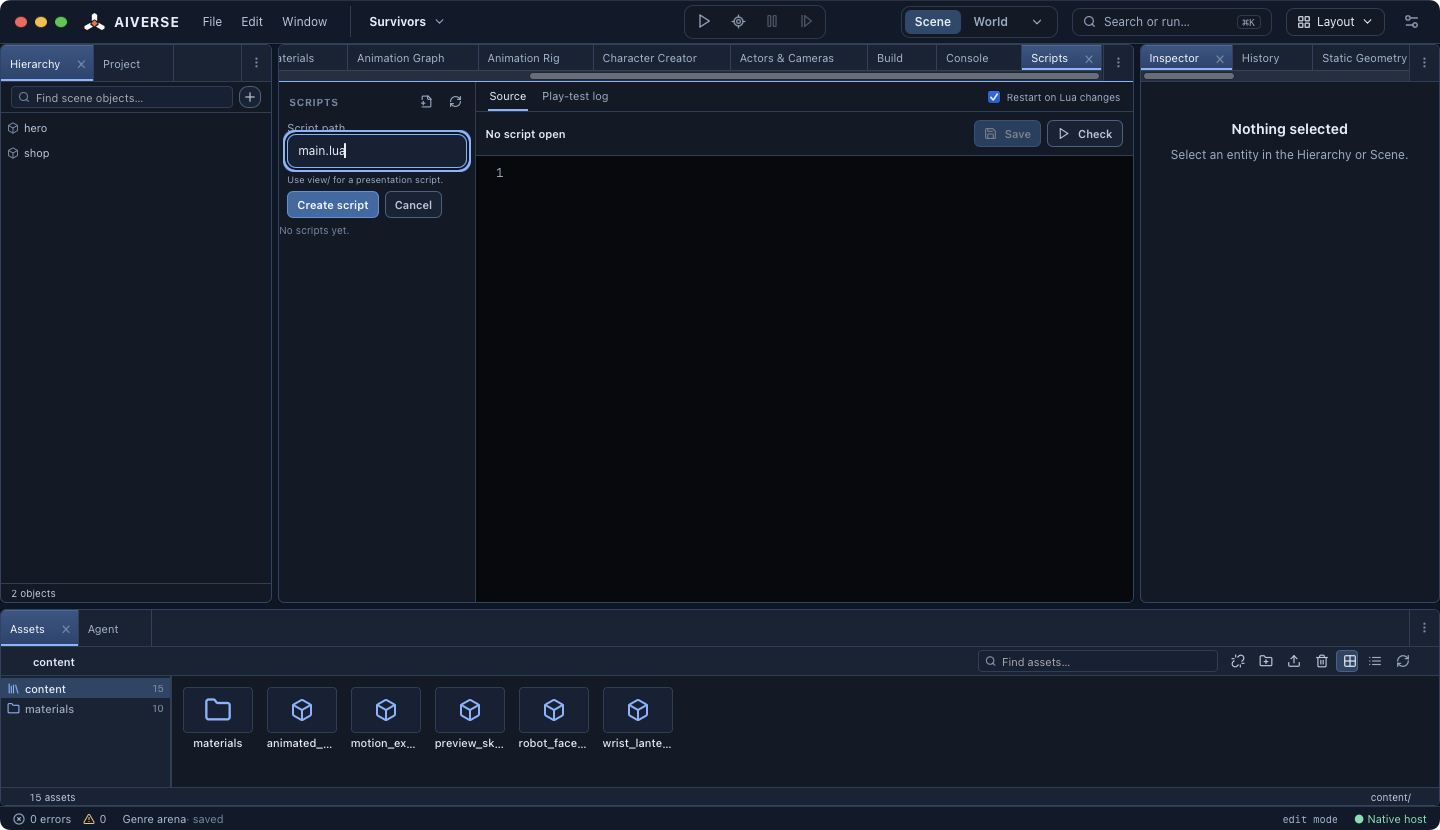 AIVERSE File Edit Window Survivors Scene World Search or run... ⌘K Layout
Hierarchy Project
Find scene objects...
hero
shop
2 objects
aterials Animation Graph Animation Rig Character Creator Actors & Cameras Build Console Scripts
SCRIPTS
Script path
main.lua
Use view/ for a presentation script.
Create script Cancel
No scripts yet.
Source Play-test log Restart on Lua changes
No script open Save Check
1
Inspector History Static Geometry
Nothing selected
Select an entity in the Hierarchy or Scene.
Assets Agent
content Find assets...
content 15
materials 10
materials animated_... motion_ex... preview_sk... robot_face... wrist_lante...
15 assets content/
0 errors 0 Genre arena · saved edit mode Native host